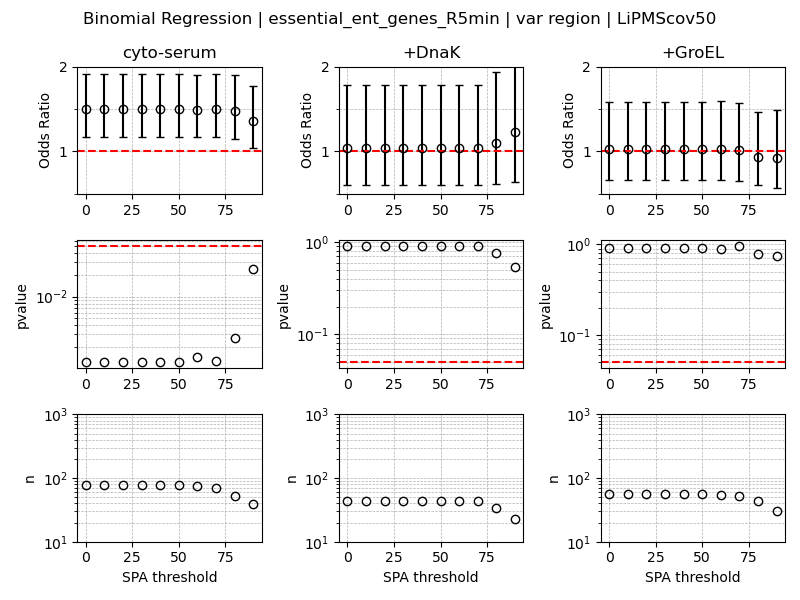 Binomial Regression | essential_ent_genes_R5min | var region | LiPMScov50
cyto-serum +DnaK +GroEL
2 2 2
Odds Ratio Odds Ratio Odds Ratio
1 1 1
0 25 50 75 0 25 50 75 0 25 50 75
10⁰ 10⁰
pvalue pvalue pvalue
10⁻² 10⁻¹ 10⁻¹
0 25 50 75 0 25 50 75 0 25 50 75
10³ 10³ 10³
n 10² n 10² n 10²
10¹ 10¹ 10¹
0 25 50 75 0 25 50 75 0 25 50 75
SPA threshold SPA threshold SPA threshold